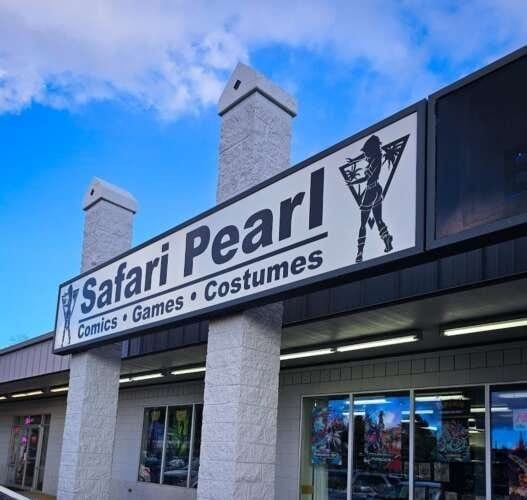 Safari Pearl
Comics • Games • Costumes